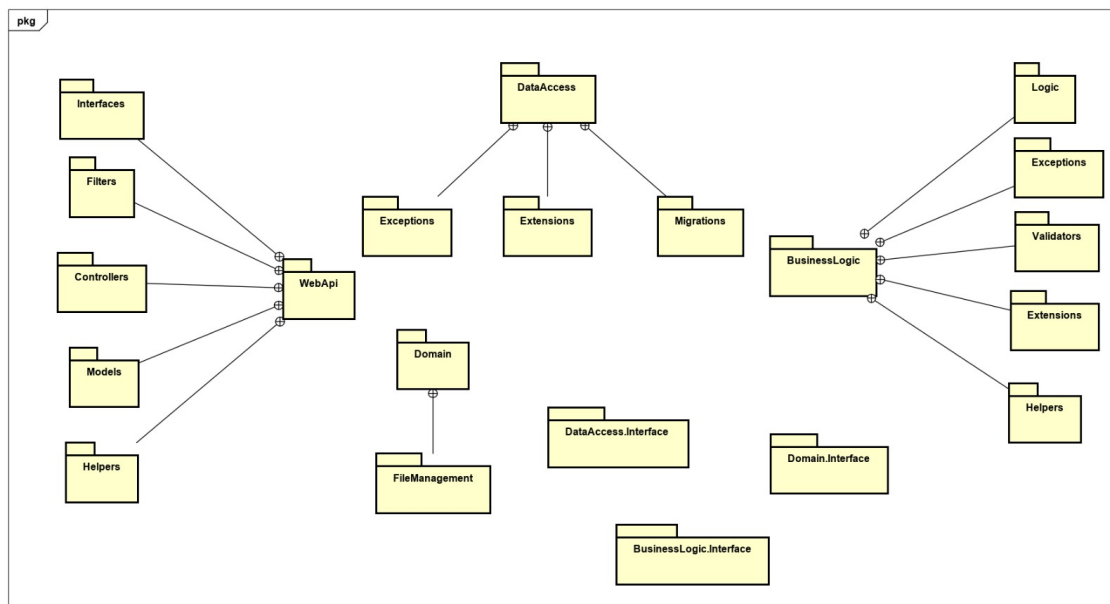 pkg
Interfaces
DataAccess
Logic
Filters
Exceptions
Exceptions
Extensions
Migrations
Validators
Controllers
WebApi
BusinessLogic
Extensions
Models
Domain
Helpers
DataAccess.Interface
Helpers
FileManagement
Domain.Interface
BusinessLogic.Interface